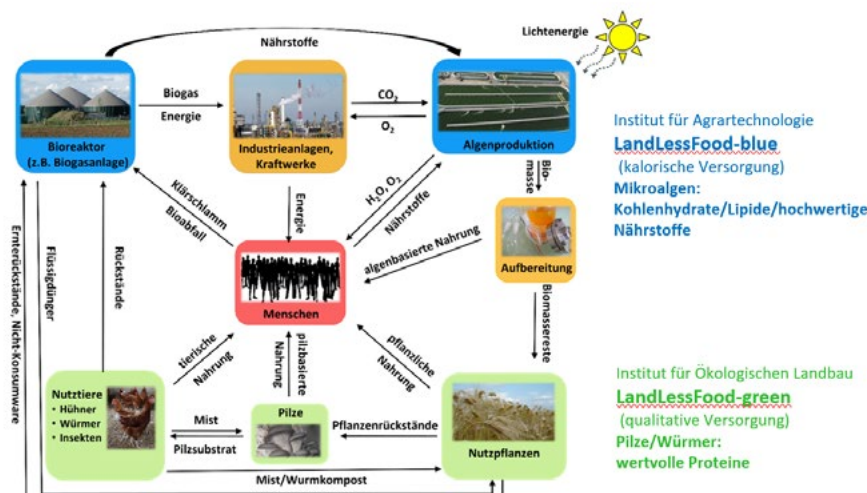 Nährstoffe
Lichtenergie
Bioreaktor
(z.B. Biogasanlage)
Biogas
Energie
Industrieanlagen,
Kraftwerke
CO₂
O₂
Algenproduktion
Institut für Agrartechnologie
LandLessFood-blue
(kalorische Versorgung)
Mikroalgen:
Kohlenhydrate/Lipide/hochwertige
Nährstoffe
Bio-
masse
Klärschlamm
Bioabfall
Energie
H₂O, O₂
Nährstoffe
algenbasierte Nahrung
Aufbereitung
Ernterückstände, Nicht-Konsumware
Flüssigdünger
Rückstände
Menschen
Biomassereste
tierische
Nahrung
pilzbasierte
Nahrung
pflanzliche
Nahrung
Nutztiere
• Hühner
• Würmer
• Insekten
Mist
Pilzsubstrat
Pilze
Pflanzenrückstände
Nutzpflanzen
Mist/Wurmkompost
Institut für Ökologischen Landbau
LandLessFood-green
(qualitative Versorgung)
Pilze/Würmer:
wertvolle Proteine